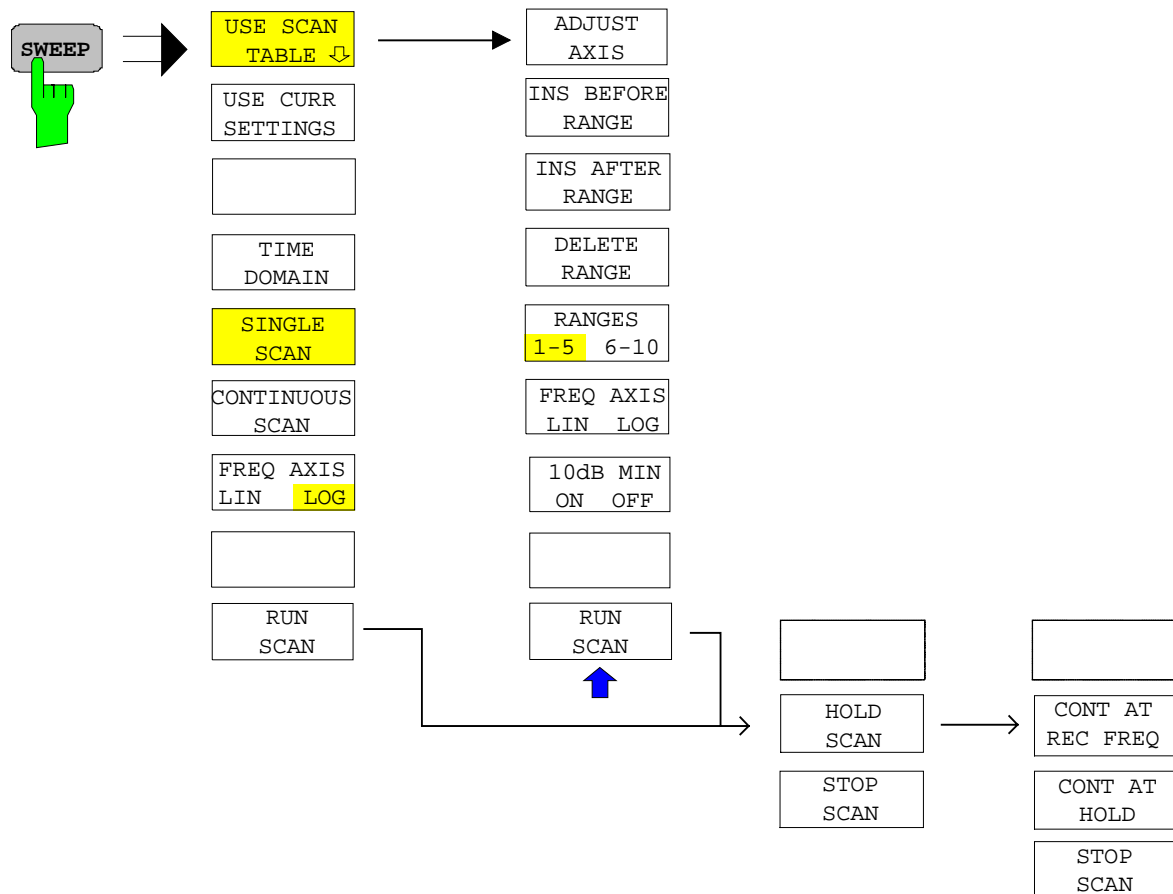 SWEEP
USE SCAN
TABLE
USE CURR
SETTINGS
TIME
DOMAIN
SINGLE
SCAN
CONTINUOUS
SCAN
FREQ AXIS
LIN LOG
RUN
SCAN
ADJUST
AXIS
INS BEFORE
RANGE
INS AFTER
RANGE
DELETE
RANGE
RANGES
1-5 6-10
FREQ AXIS
LIN LOG
10dB MIN
ON OFF
RUN
SCAN
HOLD
SCAN
STOP
SCAN
CONT AT
REC FREQ
CONT AT
HOLD
STOP
SCAN